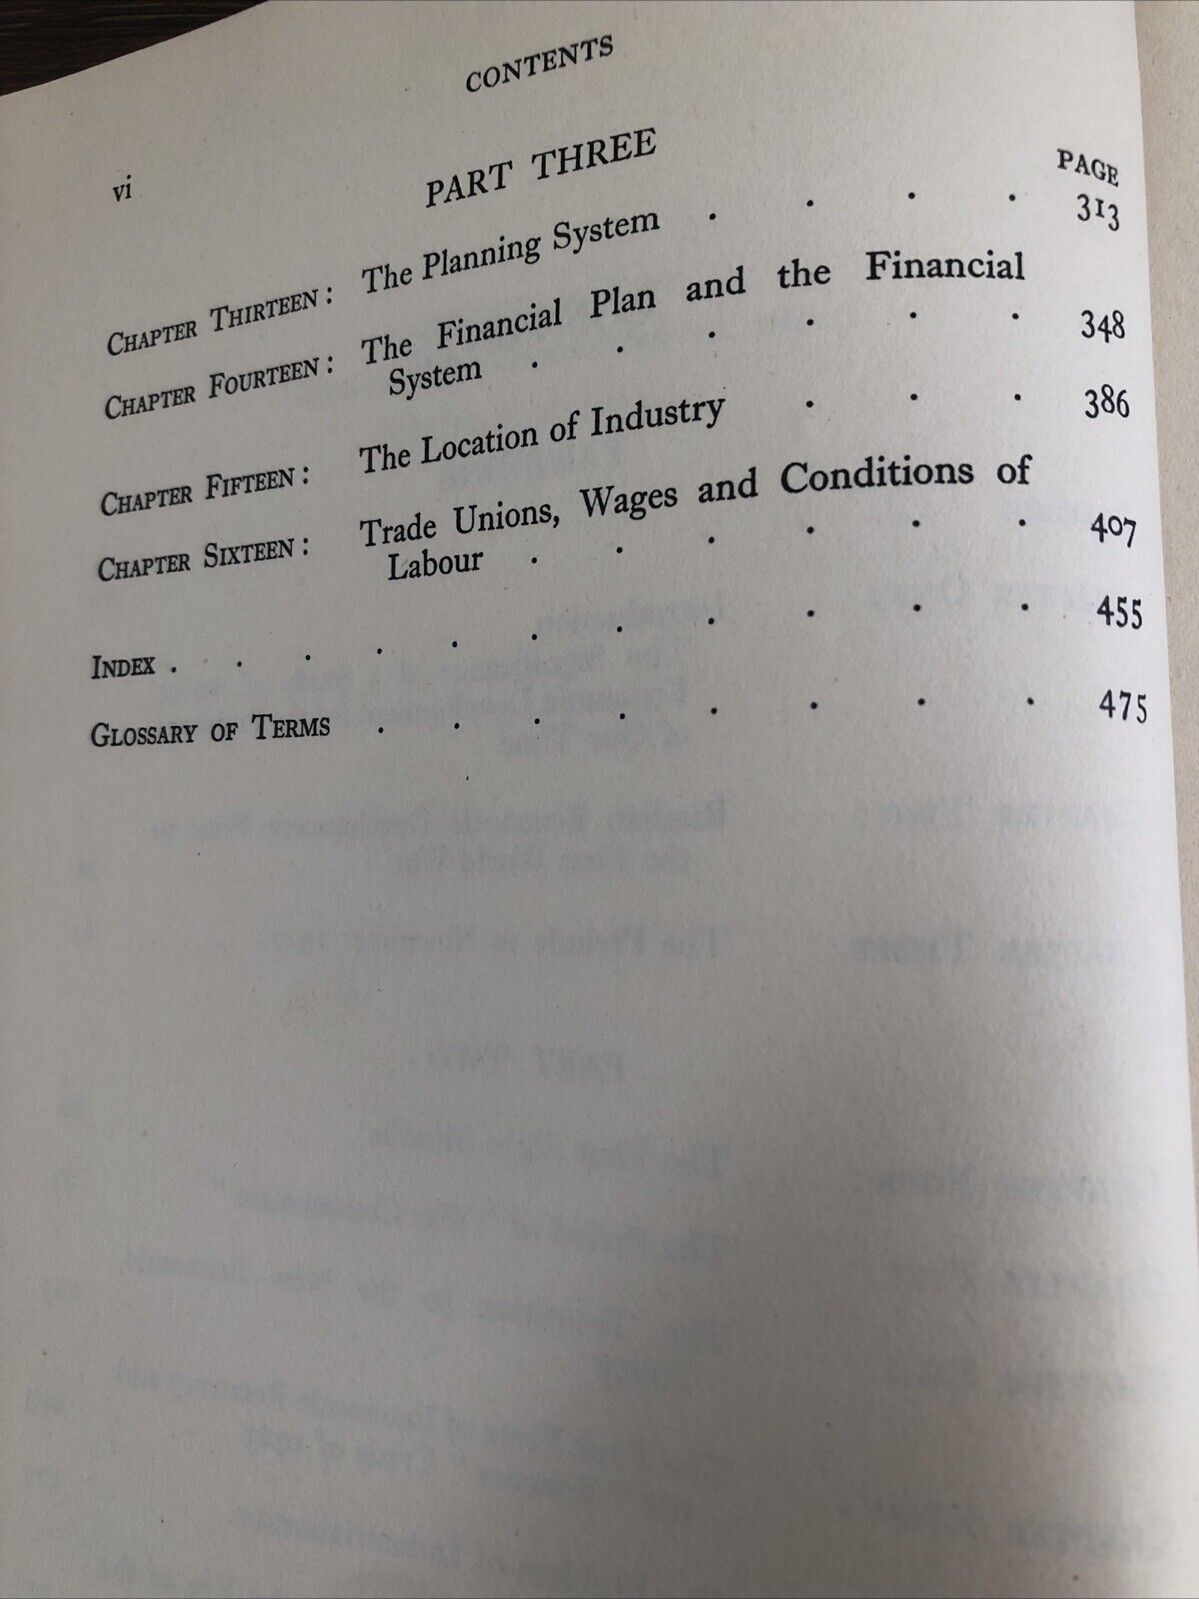 CONTENTS
vi
PART THREE
PAGE
CHAPTER THIRTEEN: The Planning System . . . . 313
CHAPTER FOURTEEN: The Financial Plan and the Financial
System . . . . . . 348
CHAPTER FIFTEEN: The Location of Industry . . . 386
CHAPTER SIXTEEN: Trade Unions, Wages and Conditions of
Labour . . . . . . 407
INDEX . . . . . . . . . . . 455
GLOSSARY OF TERMS . . . . . . . . 475